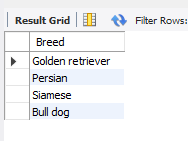 Result Grid Filter Rows:
Breed
Golden retriever
Persian
Siamese
Bull dog